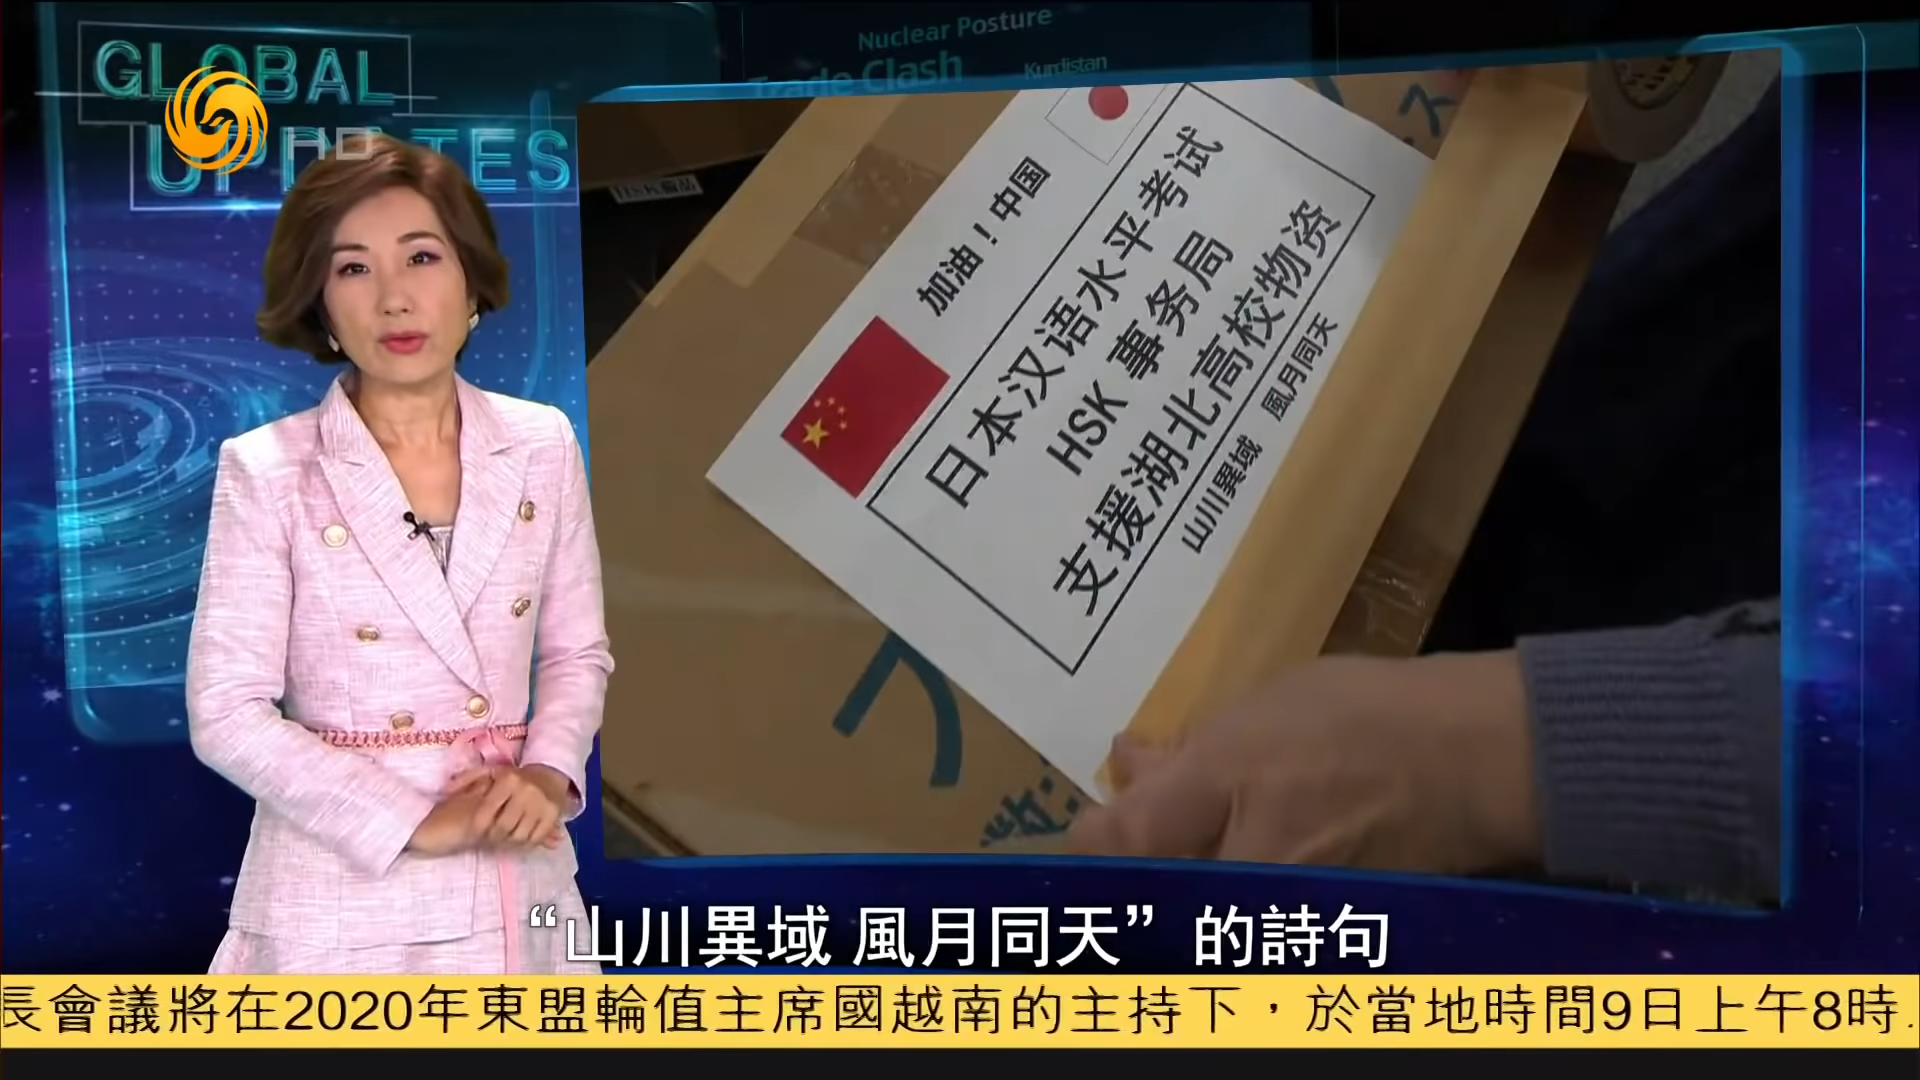 Nuclear Posture
Trade Clash
Kurdistan
GLOBAL
UPDATES
HD
加油！中国
日本汉语水平考试
HSK 事务局
支援湖北高校物资
山川異域 風月同天
“山川異域 風月同天”的詩句
長會議將在2020年東盟輪值主席國越南的主持下，於當地時間9日上午8時